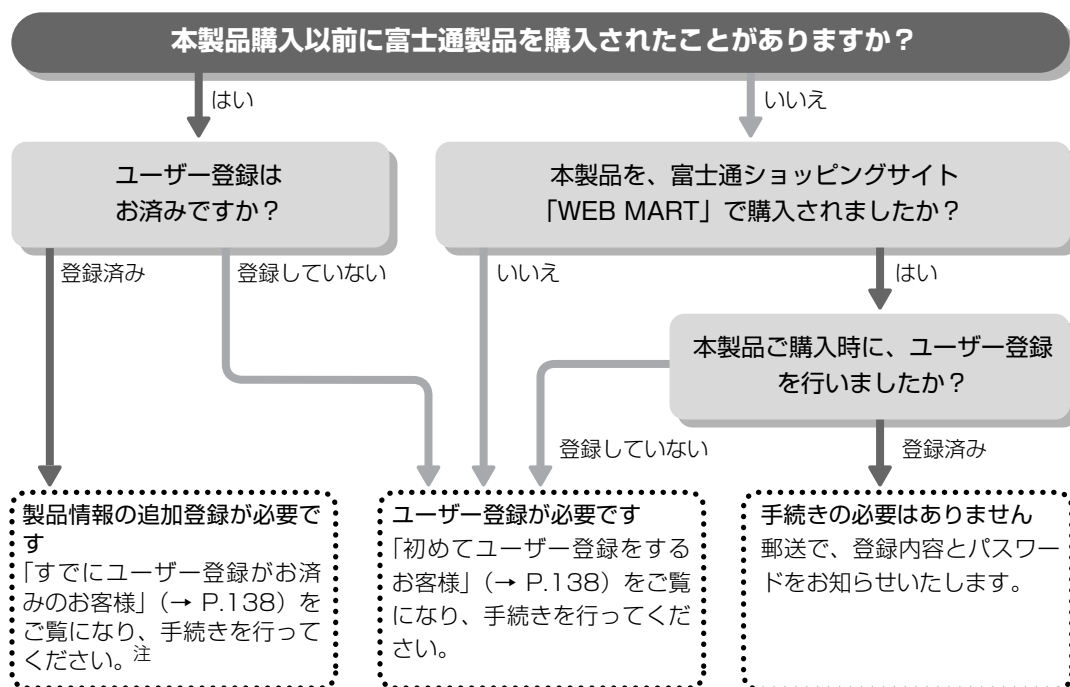 本製品購入以前に富士通製品を購入されたことがありますか？
はい
いいえ
ユーザー登録は
お済みですか？
本製品を、富士通ショッピングサイト
「WEB MART」で購入されましたか？
登録済み
登録していない
いいえ
はい
本製品ご購入時に、ユーザー登録
を行いましたか？
登録していない
登録済み
製品情報の追加登録が必要で
す
「すでにユーザー登録がお済
みのお客様」（→ P.138）を
ご覧になり、手続きを行って
ください。注
ユーザー登録が必要です
「初めてユーザー登録をする
お客様」（→ P.138）をご覧
になり、手続きを行ってくだ
さい。
手続きの必要はありません
郵送で、登録内容とパスワー
ドをお知らせいたします。